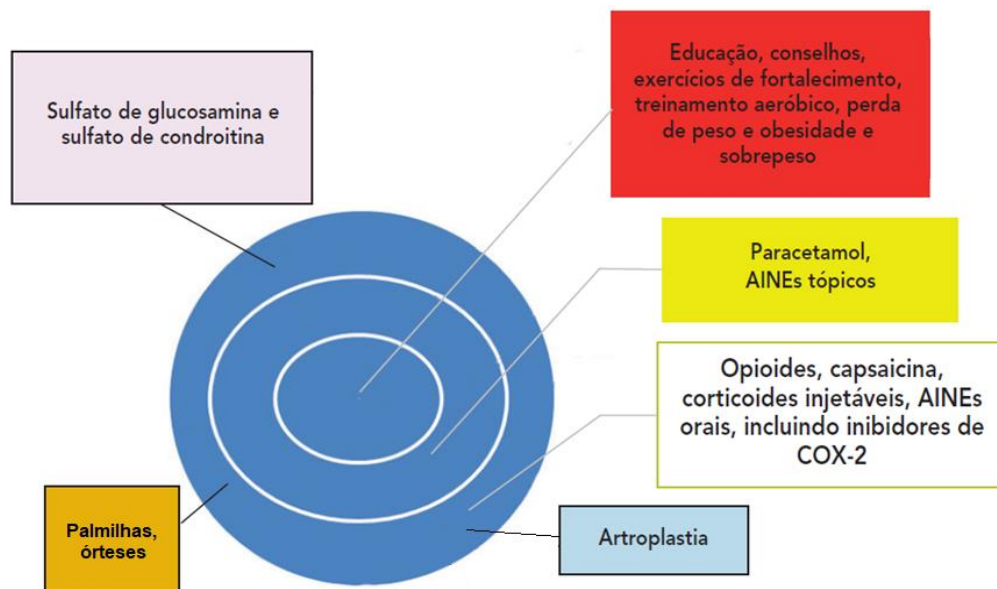 Sulfato de glucosamina e
sulfato de condroitina
Educação, conselhos,
exercícios de fortalecimento,
treinamento aeróbico, perda
de peso e obesidade e
sobrepeso
Paracetamol,
AINEs tópicos
Opioides, capsaicina,
corticoides injetáveis, AINEs
orais, incluindo inibidores de
COX-2
Palmilhas,
órteses
Artroplastia